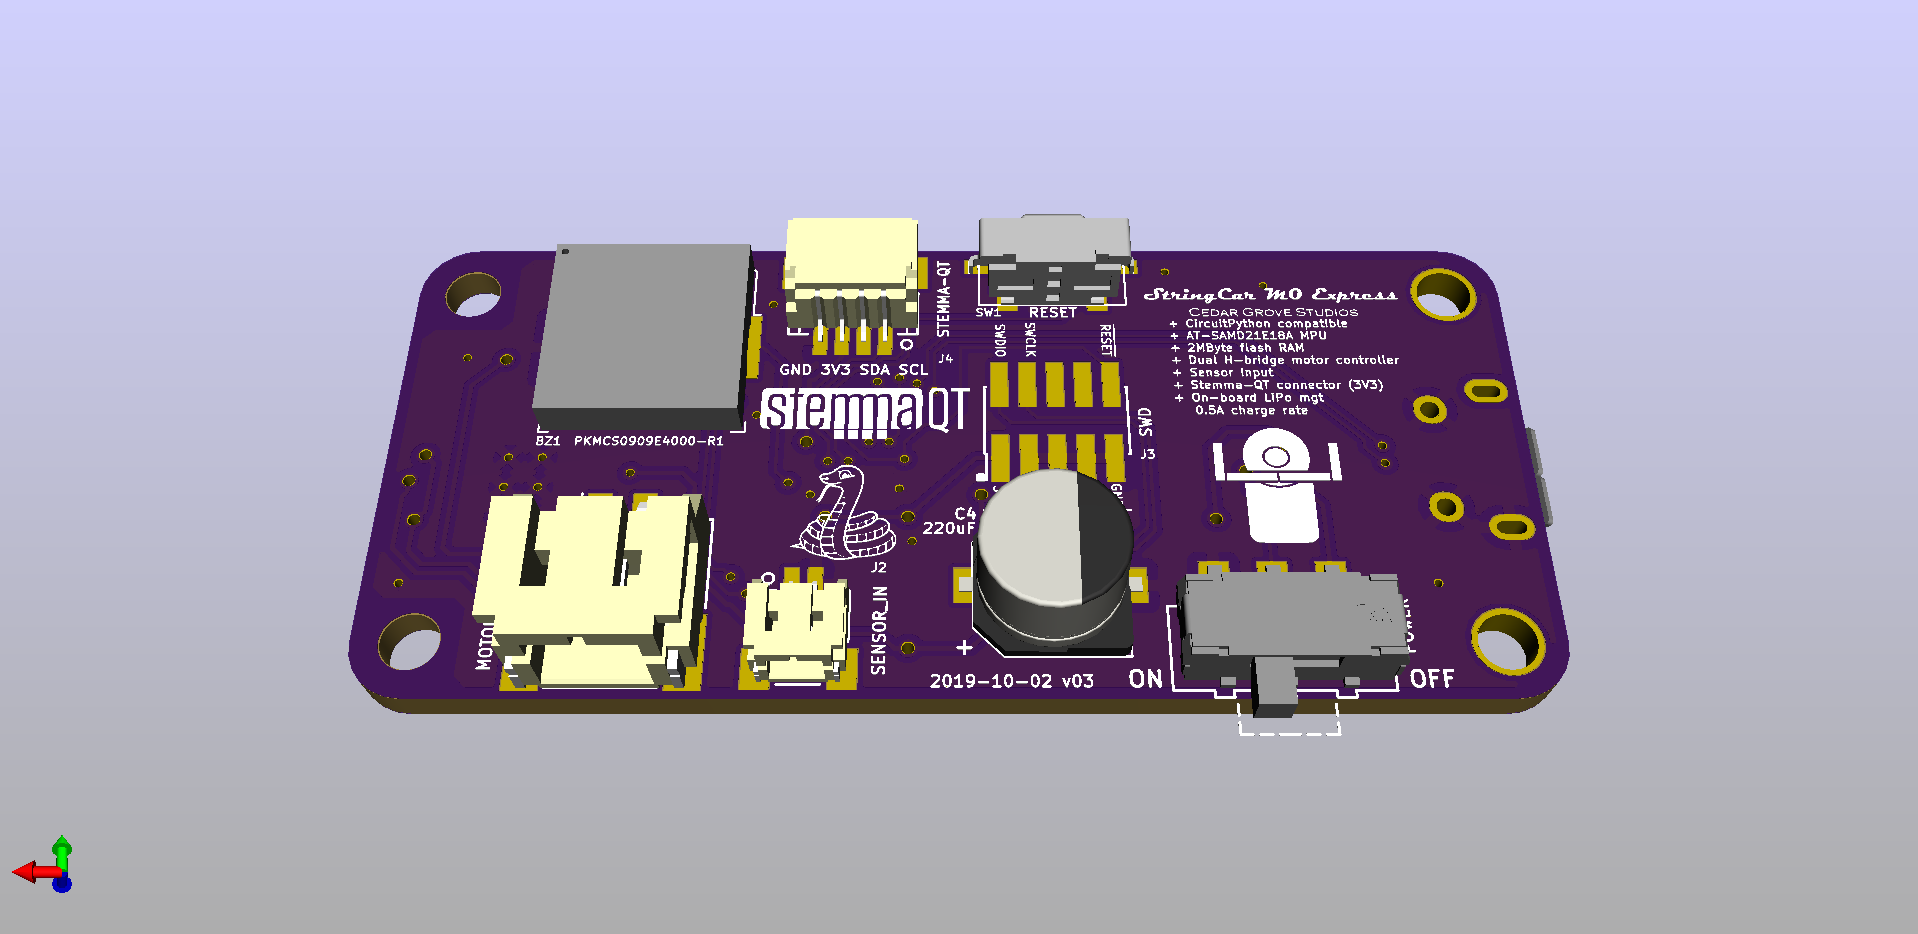 StringCar M0 Express
CEDAR GROVE STUDIOS
+ CircuitPython compatible
+ AT-SAMD21E18A MPU
+ 2MByte flash RAM
+ Dual H-bridge motor controller
+ Sensor Input
+ Stemma-QT connector (3V3)
+ On-board LiPo mgt
0.5A charge rate
STEMMA-QT
J4
GND 3V3 SDA SCL
stemmaQT
SW1
RESET
SWDIO
SWCLK
RESET
SWD
J3
BZ1 PKMCS0909E4000-R1
C4
220uF
J2
SENSOR_IN
+
2019-10-02 v03
ON
OFF